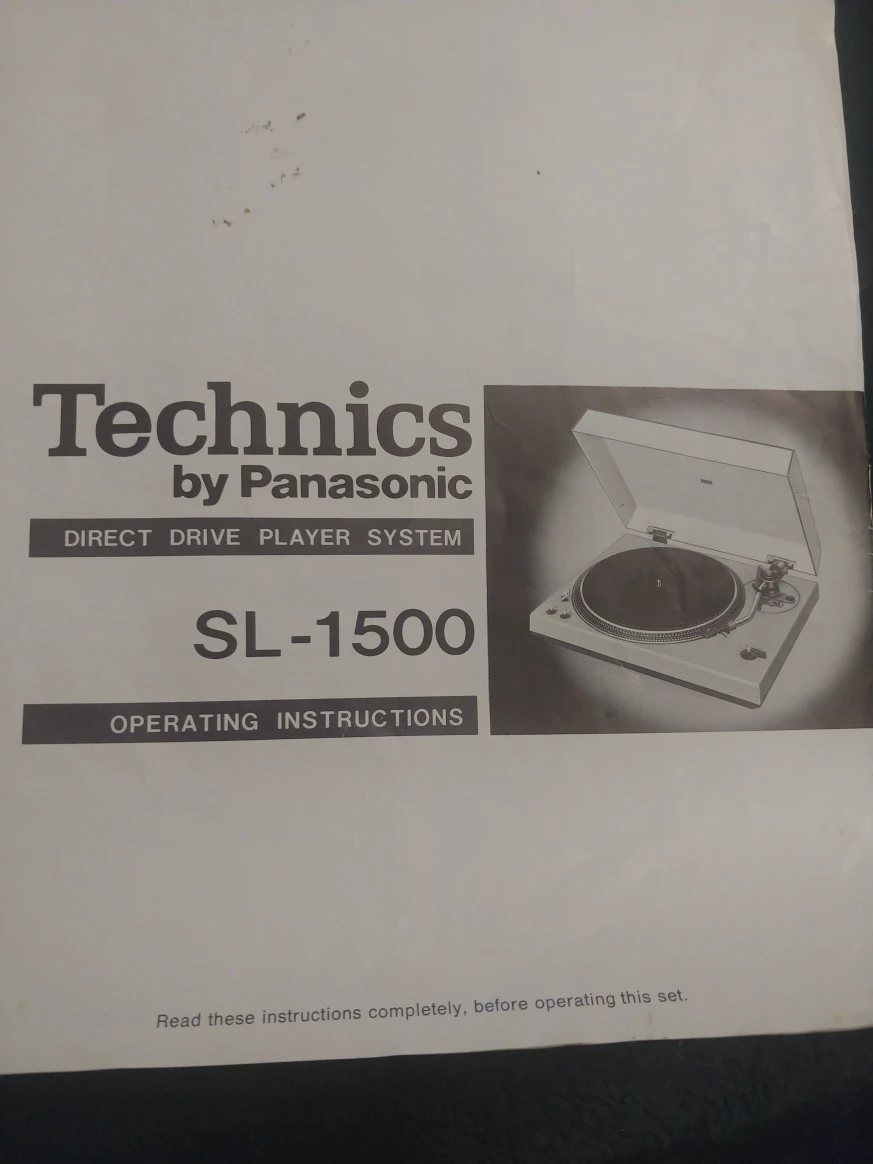 Technics
by Panasonic
DIRECT DRIVE PLAYER SYSTEM
SL-1500
OPERATING INSTRUCTIONS
Read these instructions completely, before operating this set.